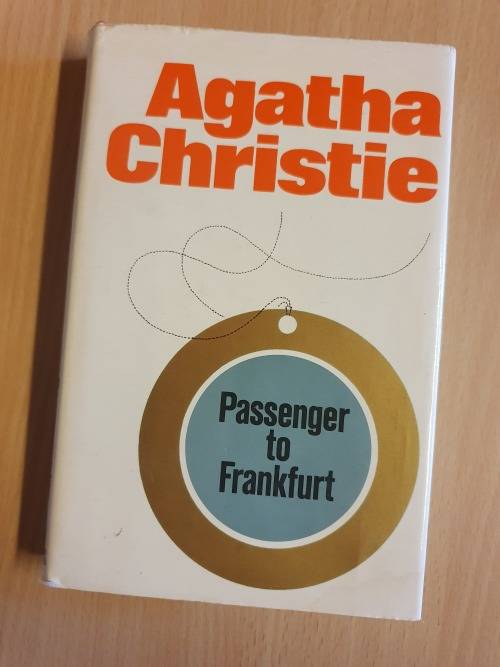 Agatha
Christie
Passenger
to
Frankfurt